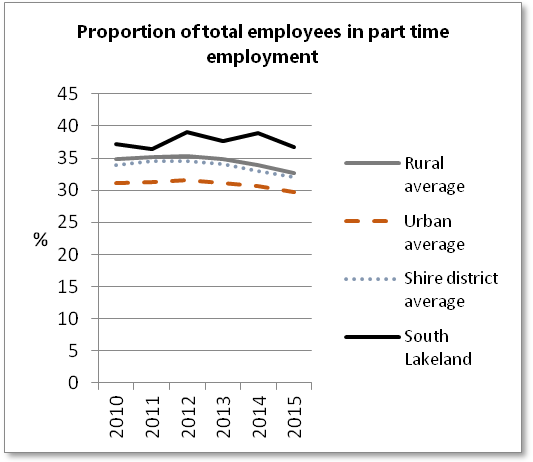 Proportion of total employees in part time
employment
45
40
35
30
25
20
15
10
5
0
%
2010
2011
2012
2013
2014
2015
Rural
average
Urban
average
Shire district
average
South
Lakeland